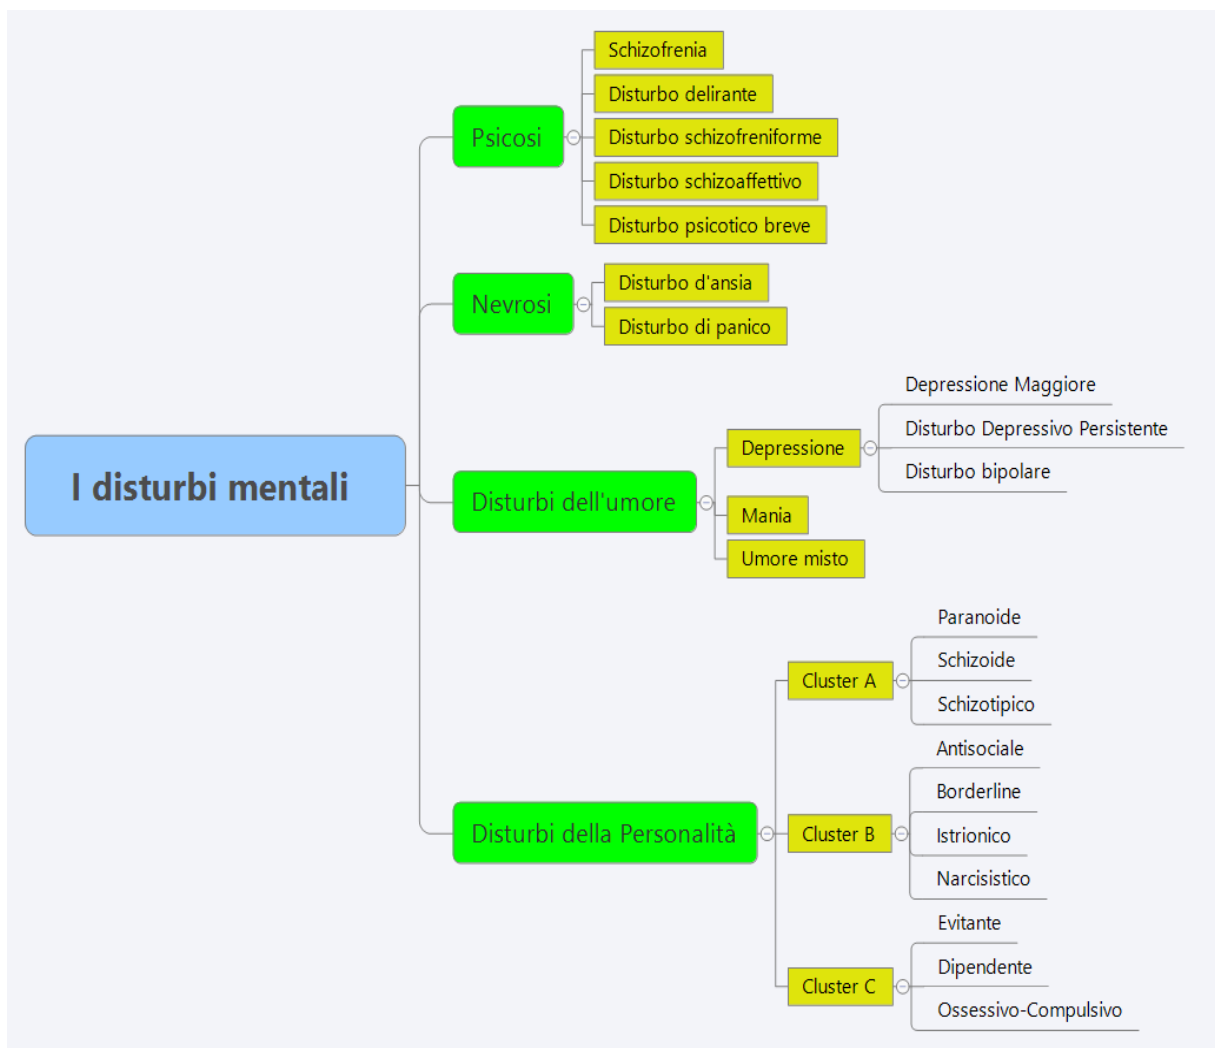 I disturbi mentali
Psicosi
Schizofrenia
Disturbo delirante
Disturbo schizofreniforme
Disturbo schizoaffettivo
Disturbo psicotico breve
Nevrosi
Disturbo d'ansia
Disturbo di panico
Disturbi dell'umore
Depressione
Depressione Maggiore
Disturbo Depressivo Persistente
Disturbo bipolare
Mania
Umore misto
Disturbi della Personalità
Cluster A
Paranoide
Schizoide
Schizotipico
Cluster B
Antisociale
Borderline
Istrionico
Narcisistico
Cluster C
Evitante
Dipendente
Ossessivo-Compulsivo